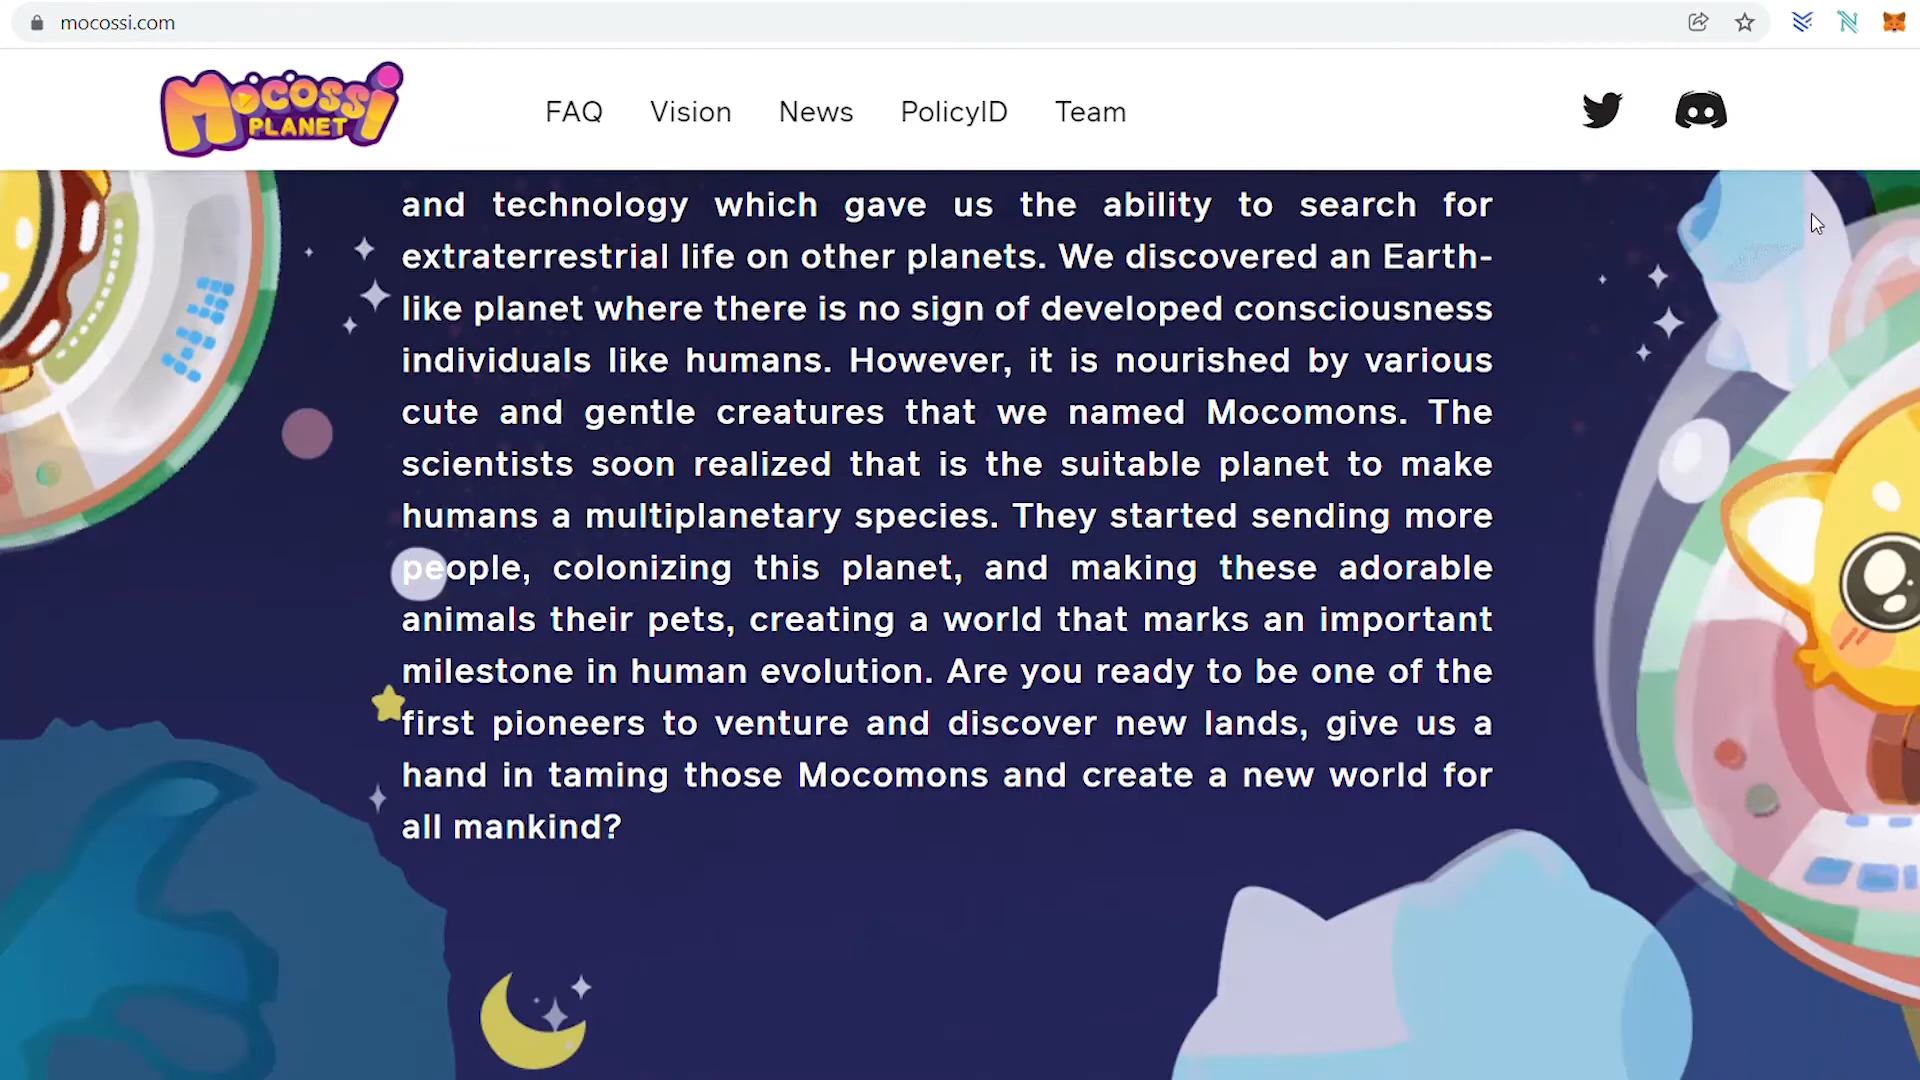 mocossi.com
MOCOSSI
PLANET
FAQ Vision News PolicyID Team
and technology which gave us the ability to search for
extraterrestrial life on other planets. We discovered an Earth-
like planet where there is no sign of developed consciousness
individuals like humans. However, it is nourished by various
cute and gentle creatures that we named Mocomons. The
scientists soon realized that is the suitable planet to make
humans a multiplanetary species. They started sending more
people, colonizing this planet, and making these adorable
animals their pets, creating a world that marks an important
milestone in human evolution. Are you ready to be one of the
first pioneers to venture and discover new lands, give us a
hand in taming those Mocomons and create a new world for
all mankind?